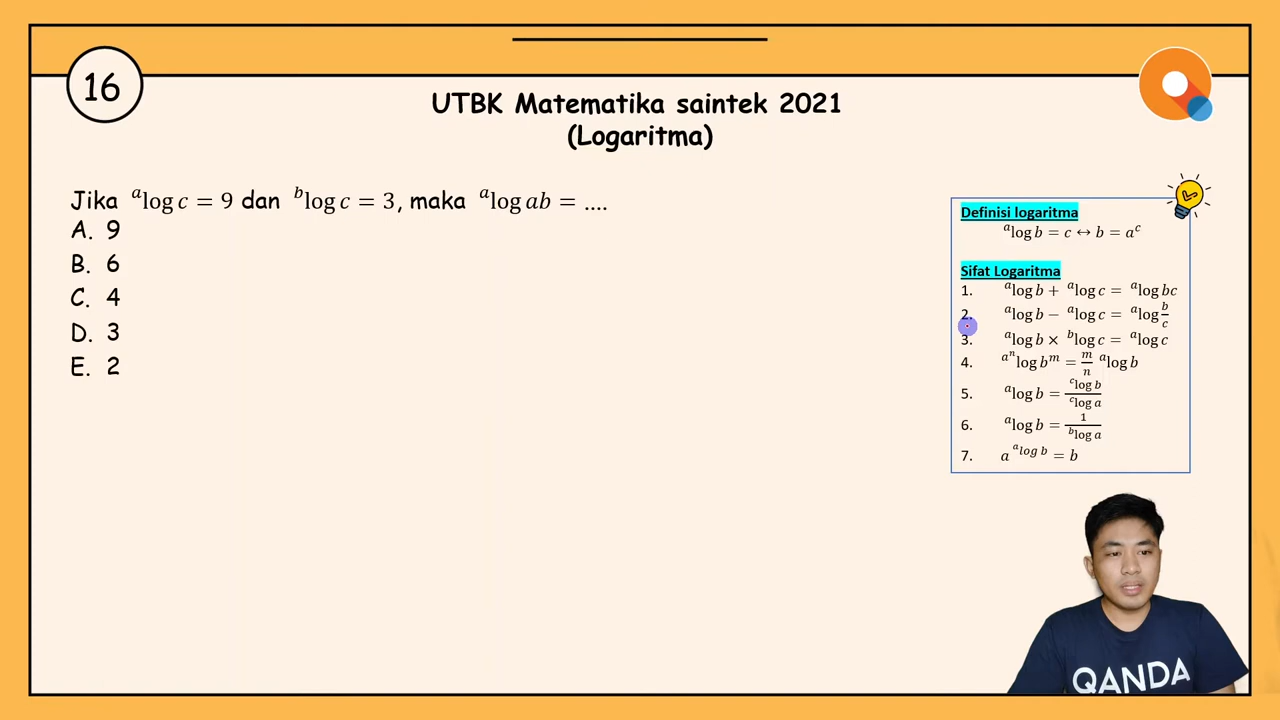 16
UTBK Matematika saintek 2021
(Logaritma)
Jika ᵃlog c = 9 dan ᵇlog c = 3, maka ᵃlog ab = ....
A. 9
B. 6
C. 4
D. 3
E. 2
Definisi logaritma
ᵃlog b = c ↔ b = aᶜ
Sifat Logaritma
1. ᵃlog b + ᵃlog c = ᵃlog bc
2. ᵃlog b − ᵃlog c = ᵃlog b/c
3. ᵃlog b × ᵇlog c = ᵃlog c
4. aⁿlog bᵐ = m/n ᵃlog b
5. ᵃlog b = ᶜlog b / ᶜlog a
6. ᵃlog b = 1 / ᵇlog a
7. a ^(ᵃlog b) = b
QANDA